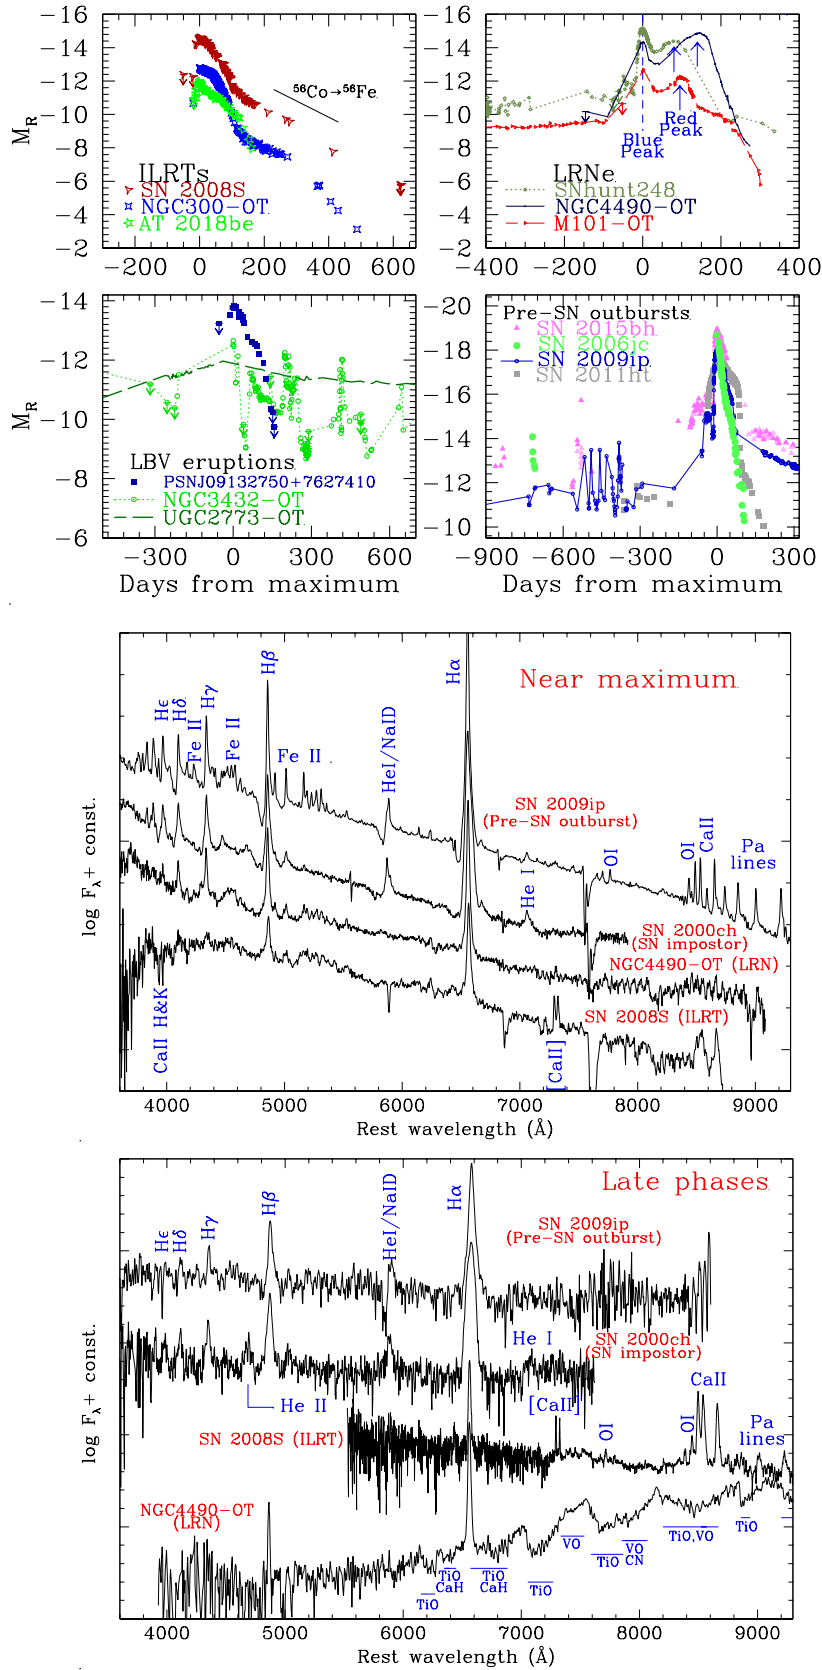 −16
−14
−12
−10
−8
−6
−4
−2
M_R
⁵⁶Co→⁵⁶Fe
ILRTs
SN 2008S
NGC300−OT
AT 2018be
−200 0 200 400 600
−16
−14
−12
−10
−8
−6
−4
−2
Blue
Peak
Red
Peak
LRNe
SNhunt248
NGC4490−OT
M101−OT
−400 −200 0 200 400
−14
−12
−10
−8
−6
M_R
LBV eruptions
PSNJ09132750+7627410
NGC3432−OT
UGC2773−OT
−300 0 300 600
Days from maximum
−20
−18
−16
−14
−12
−10
Pre−SN outbursts
SN 2015bh
SN 2006jc
SN 2009ip
SN 2011ht
−900 −600 −300 0 300
Days from maximum
Near maximum
Hϵ
Hδ
Fe II
Hγ
Fe II
Hβ
Fe II
HeI/NaID
Hα
SN 2009ip
(Pre−SN outburst)
OI
OI
CaII
Pa
lines
He I
SN 2000ch
(SN impostor)
NGC4490−OT (LRN)
SN 2008S (ILRT)
CaII H&K
[CaII]
log F_λ+ const.
4000 5000 6000 7000 8000 9000
Rest wavelength (Å)
Late phases
Hϵ
Hδ
Hγ
Hβ
HeI/NaID
Hα
SN 2009ip
(Pre−SN outburst)
He I
SN 2000ch
(SN impostor)
He II
[CaII]
CaII
OI
OI
Pa
lines
SN 2008S (ILRT)
NGC4490−OT
(LRN)
TiO
TiO
CaH
TiO
CaH
TiO
VO
TiO
VO
CN
TiO,VO
TiO
log F_λ+ const.
4000 5000 6000 7000 8000 9000
Rest wavelength (Å)